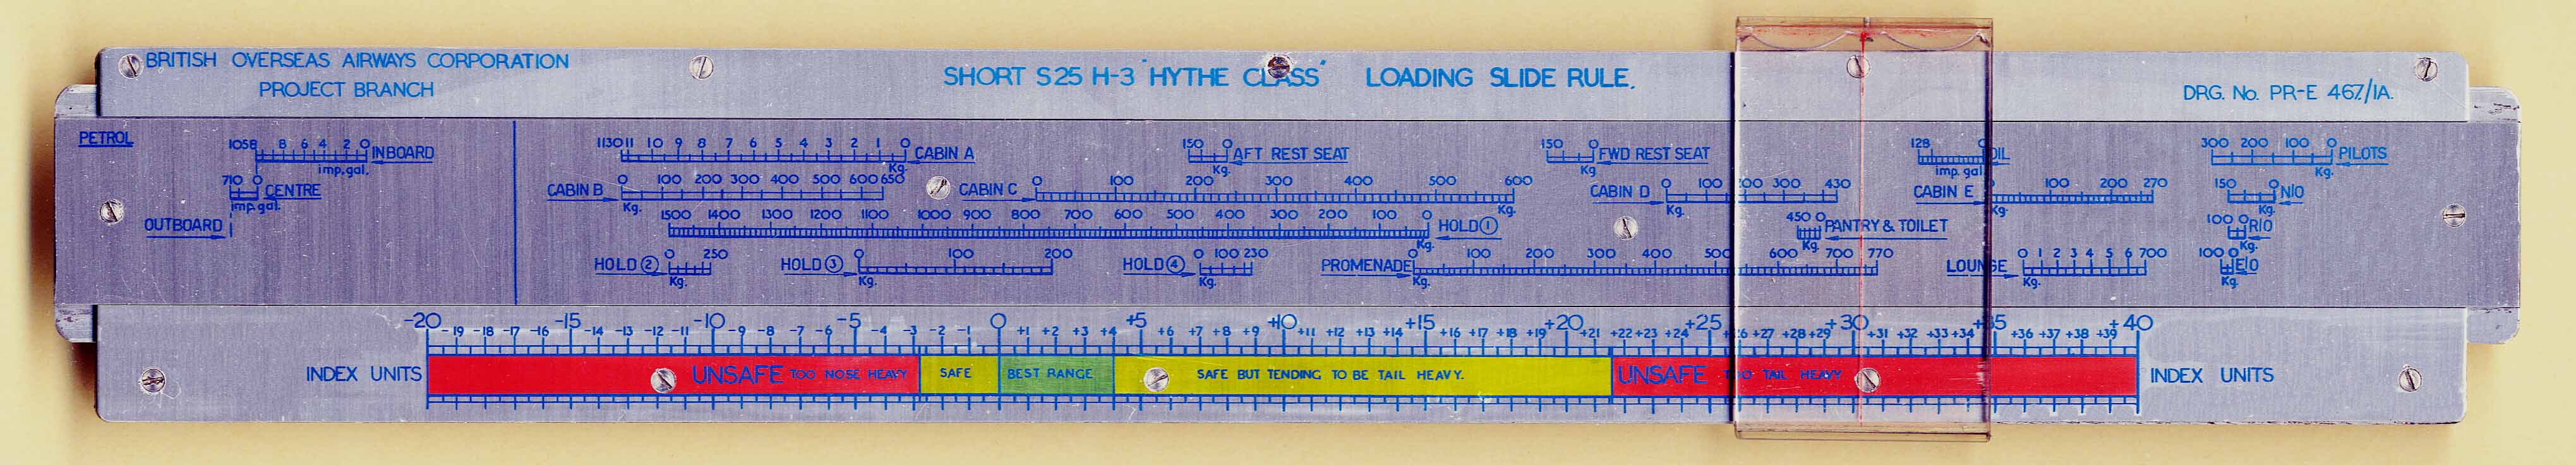 BRITISH OVERSEAS AIRWAYS CORPORATION
PROJECT BRANCH
SHORT S25 H-3 "HYTHE CLASS" LOADING SLIDE RULE.
DRG. No. PR-E 467/1A.
PETROL
1058 8 6 4 2 0 INBOARD
imp.gal.
710 0 CENTRE
imp.gal.
OUTBOARD
1130 11 10 9 8 7 6 5 4 3 2 1 0 CABIN A
Kg.
150 0 AFT REST SEAT
Kg.
150 0 FWD REST SEAT
Kg.
128 0 OIL
imp.gal.
300 200 100 0 PILOTS
Kg.
CABIN B 0 100 200 300 400 500 600 650
Kg.
CABIN C 0 100 200 300 400 500 600
Kg. Kg.
CABIN D 0 100 200 300 430
Kg.
CABIN E 0 100 200 270
Kg.
150 0 N/O
Kg.
1500 1400 1300 1200 1100 1000 900 800 700 600 500 400 300 200 100 0 HOLD ①
Kg.
450 0 PANTRY & TOILET
Kg.
100 0 R/O
Kg.
HOLD ② 0 250
Kg.
HOLD ③ 0 100 200
Kg.
HOLD ④ 0 100 230
Kg.
PROMENADE 0 100 200 300 400 500 600 700 770
Kg.
LOUNGE 0 1 2 3 4 5 6 700
Kg.
100 0 E/O
Kg.
-20 -19 -18 -17 -16 -15 -14 -13 -12 -11 -10 -9 -8 -7 -6 -5 -4 -3 -2 -1 0 +1 +2 +3 +4 +5 +6 +7 +8 +9 +10 +11 +12 +13 +14 +15 +16 +17 +18 +19 +20 +21 +22 +23 +24 +25 +26 +27 +28 +29 +30 +31 +32 +33 +34 +35 +36 +37 +38 +39 +40
INDEX UNITS UNSAFE TOO NOSE HEAVY SAFE BEST RANGE SAFE BUT TENDING TO BE TAIL HEAVY. UNSAFE TOO TAIL HEAVY INDEX UNITS